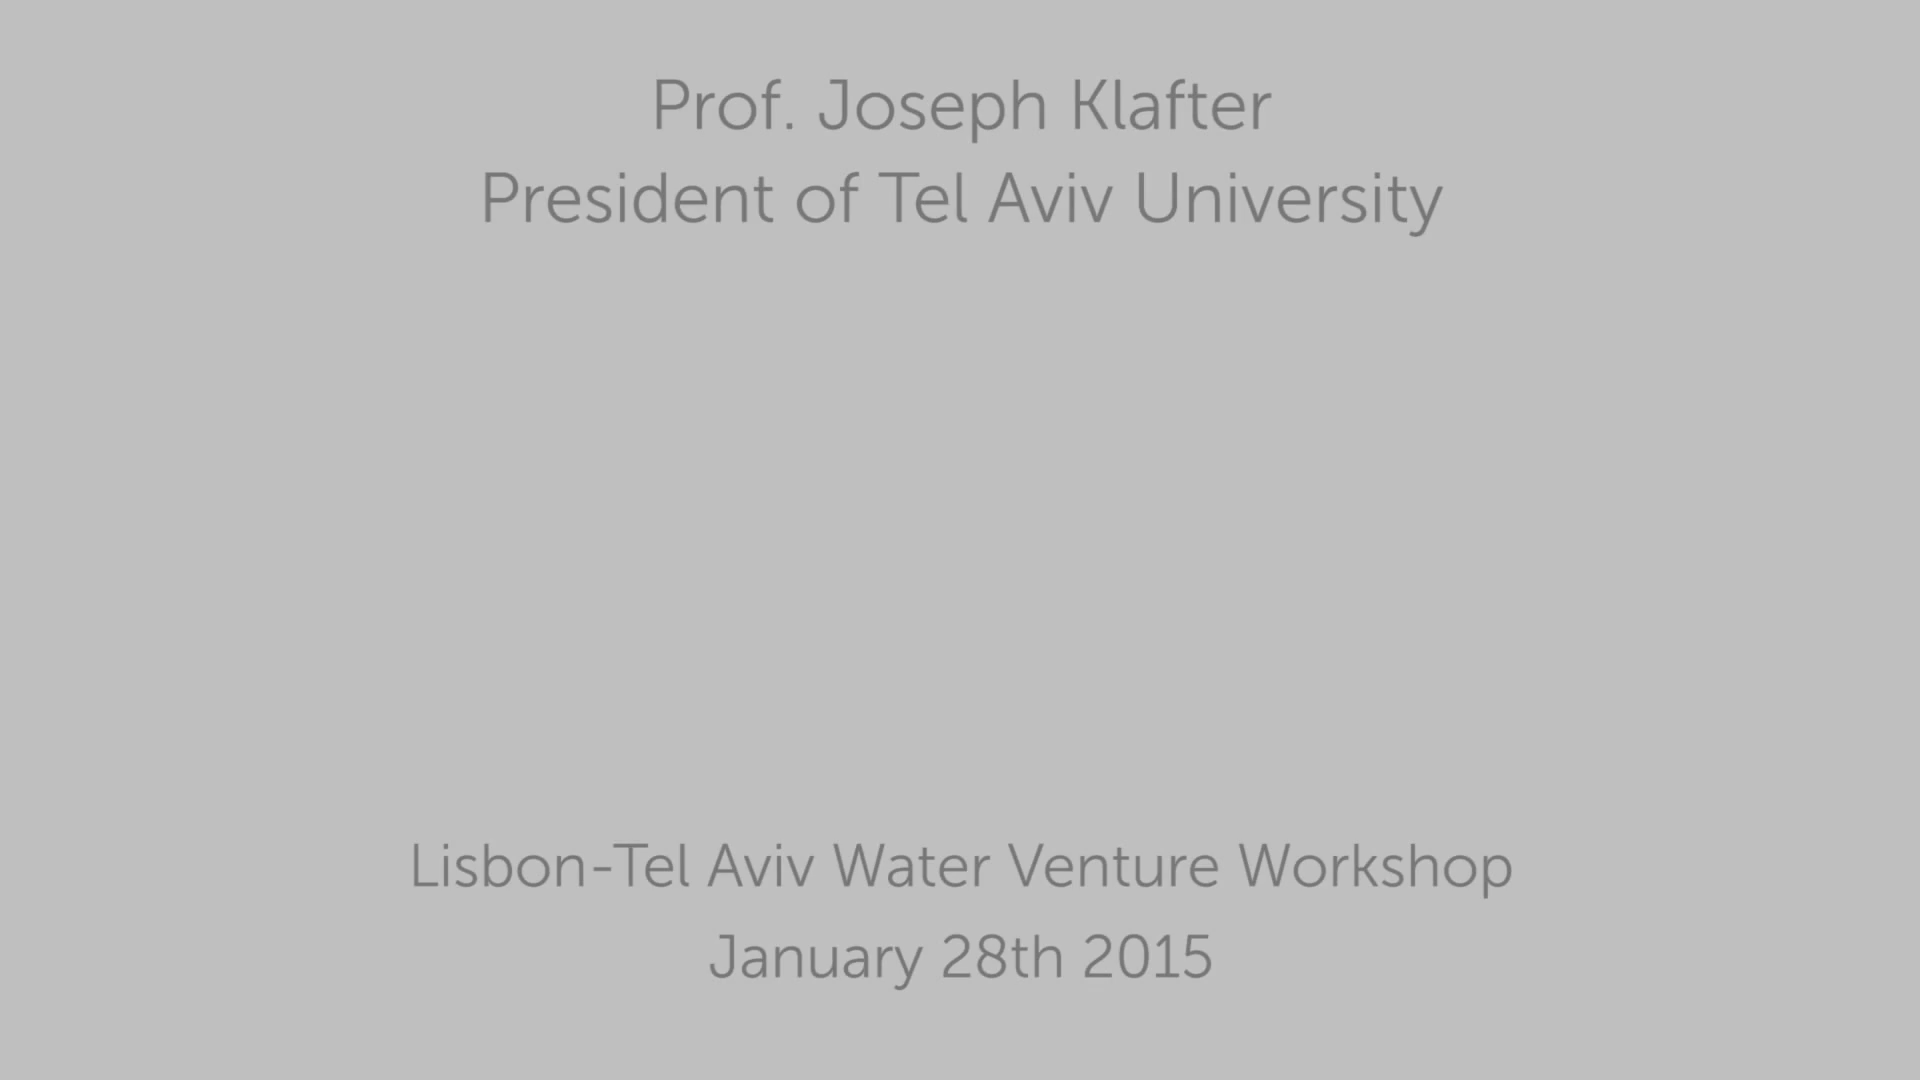 Prof. Joseph Klafter
President of Tel Aviv University
Lisbon-Tel Aviv Water Venture Workshop
January 28th 2015